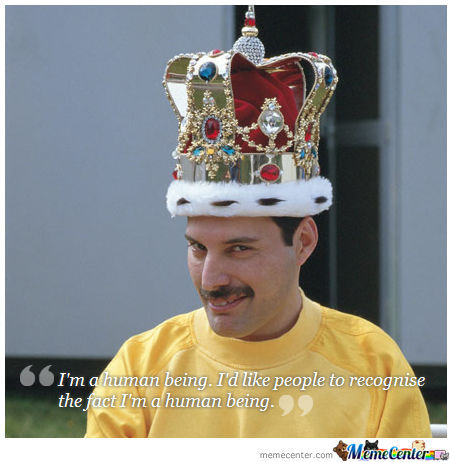 “ I'm a human being. I'd like people to recognise
the fact I'm a human being. ”
memecenter.com MemeCenter